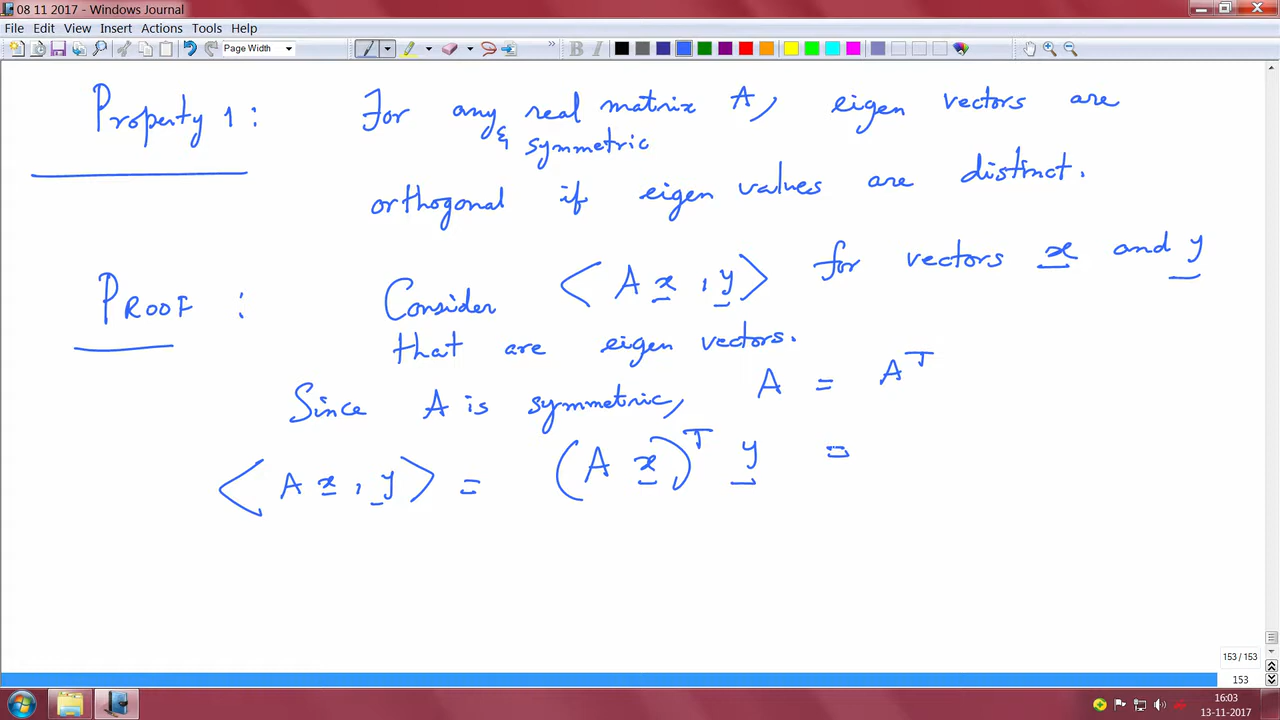 08 11 2017 - Windows Journal
File Edit View Insert Actions Tools Help
Page Width
Property 1: For any real matrix A, eigen vectors are
& symmetric
orthogonal if eigen values are distinct.
PROOF: Consider < A x , y > for vectors x and y
that are eigen vectors.
Since A is symmetric, A = A^T
< A x , y > = (A x)^T y =
153 / 153
153
16:03
13-11-2017